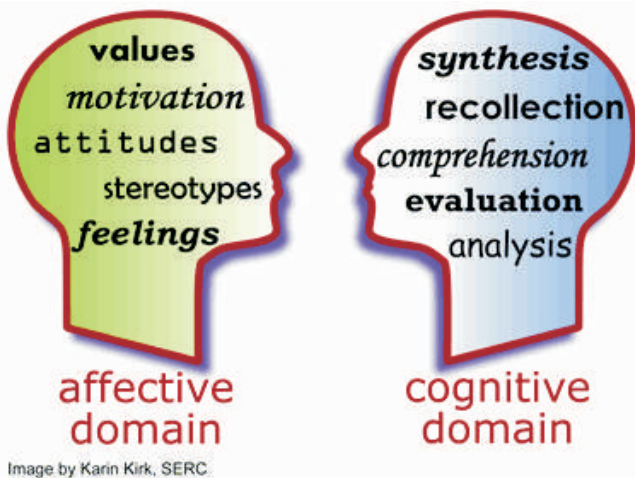 values
motivation
attitudes
stereotypes
feelings
affective
domain
synthesis
recollection
comprehension
evaluation
analysis
cognitive
domain
Image by Karin Kirk, SERC